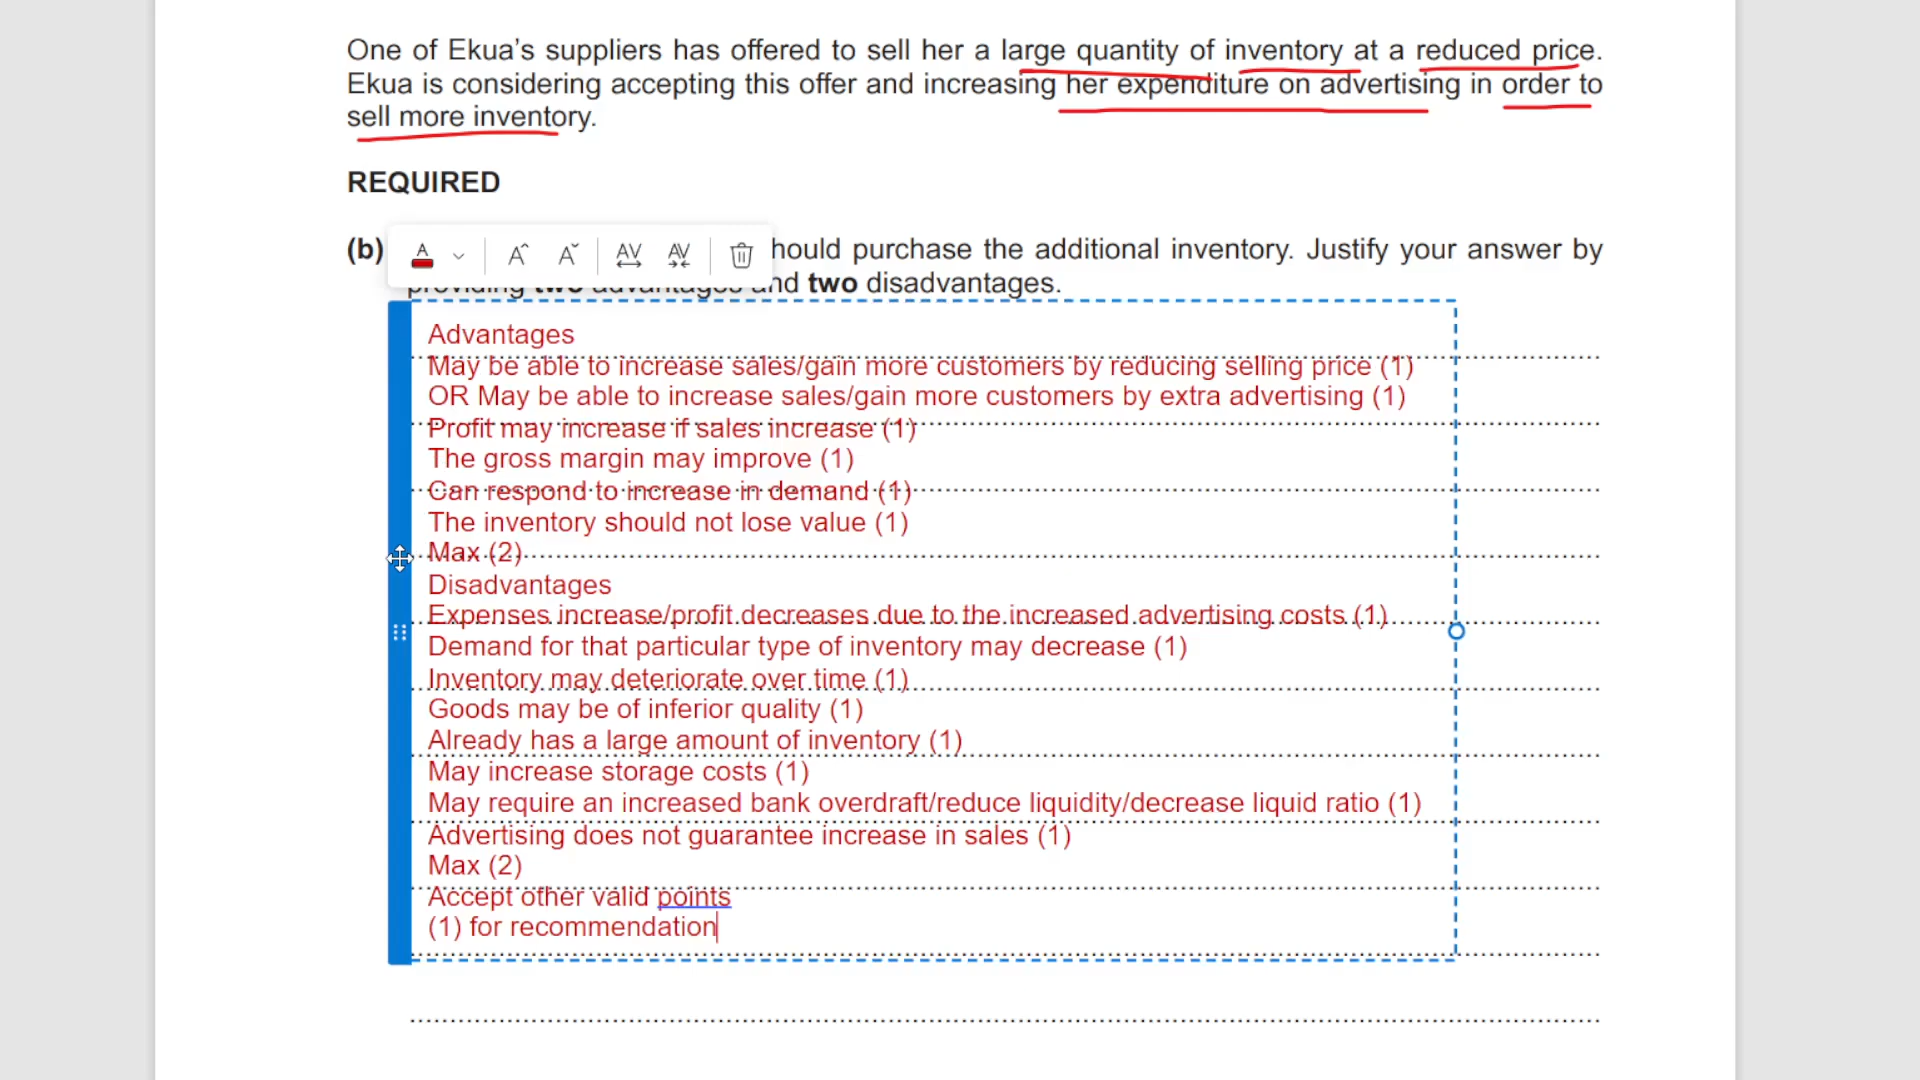 One of Ekua’s suppliers has offered to sell her a large quantity of inventory at a reduced price.
Ekua is considering accepting this offer and increasing her expenditure on advertising in order to
sell more inventory.
REQUIRED
(b) hould purchase the additional inventory. Justify your answer by
providing two advantages and two disadvantages.
Advantages
May be able to increase sales/gain more customers by reducing selling price (1)
OR May be able to increase sales/gain more customers by extra advertising (1)
Profit may increase if sales increase (1)
The gross margin may improve (1)
Can respond to increase in demand (1)
The inventory should not lose value (1)
Max (2)
Disadvantages
Expenses increase/profit decreases due to the increased advertising costs (1)
Demand for that particular type of inventory may decrease (1)
Inventory may deteriorate over time (1)
Goods may be of inferior quality (1)
Already has a large amount of inventory (1)
May increase storage costs (1)
May require an increased bank overdraft/reduce liquidity/decrease liquid ratio (1)
Advertising does not guarantee increase in sales (1)
Max (2)
Accept other valid points
(1) for recommendation